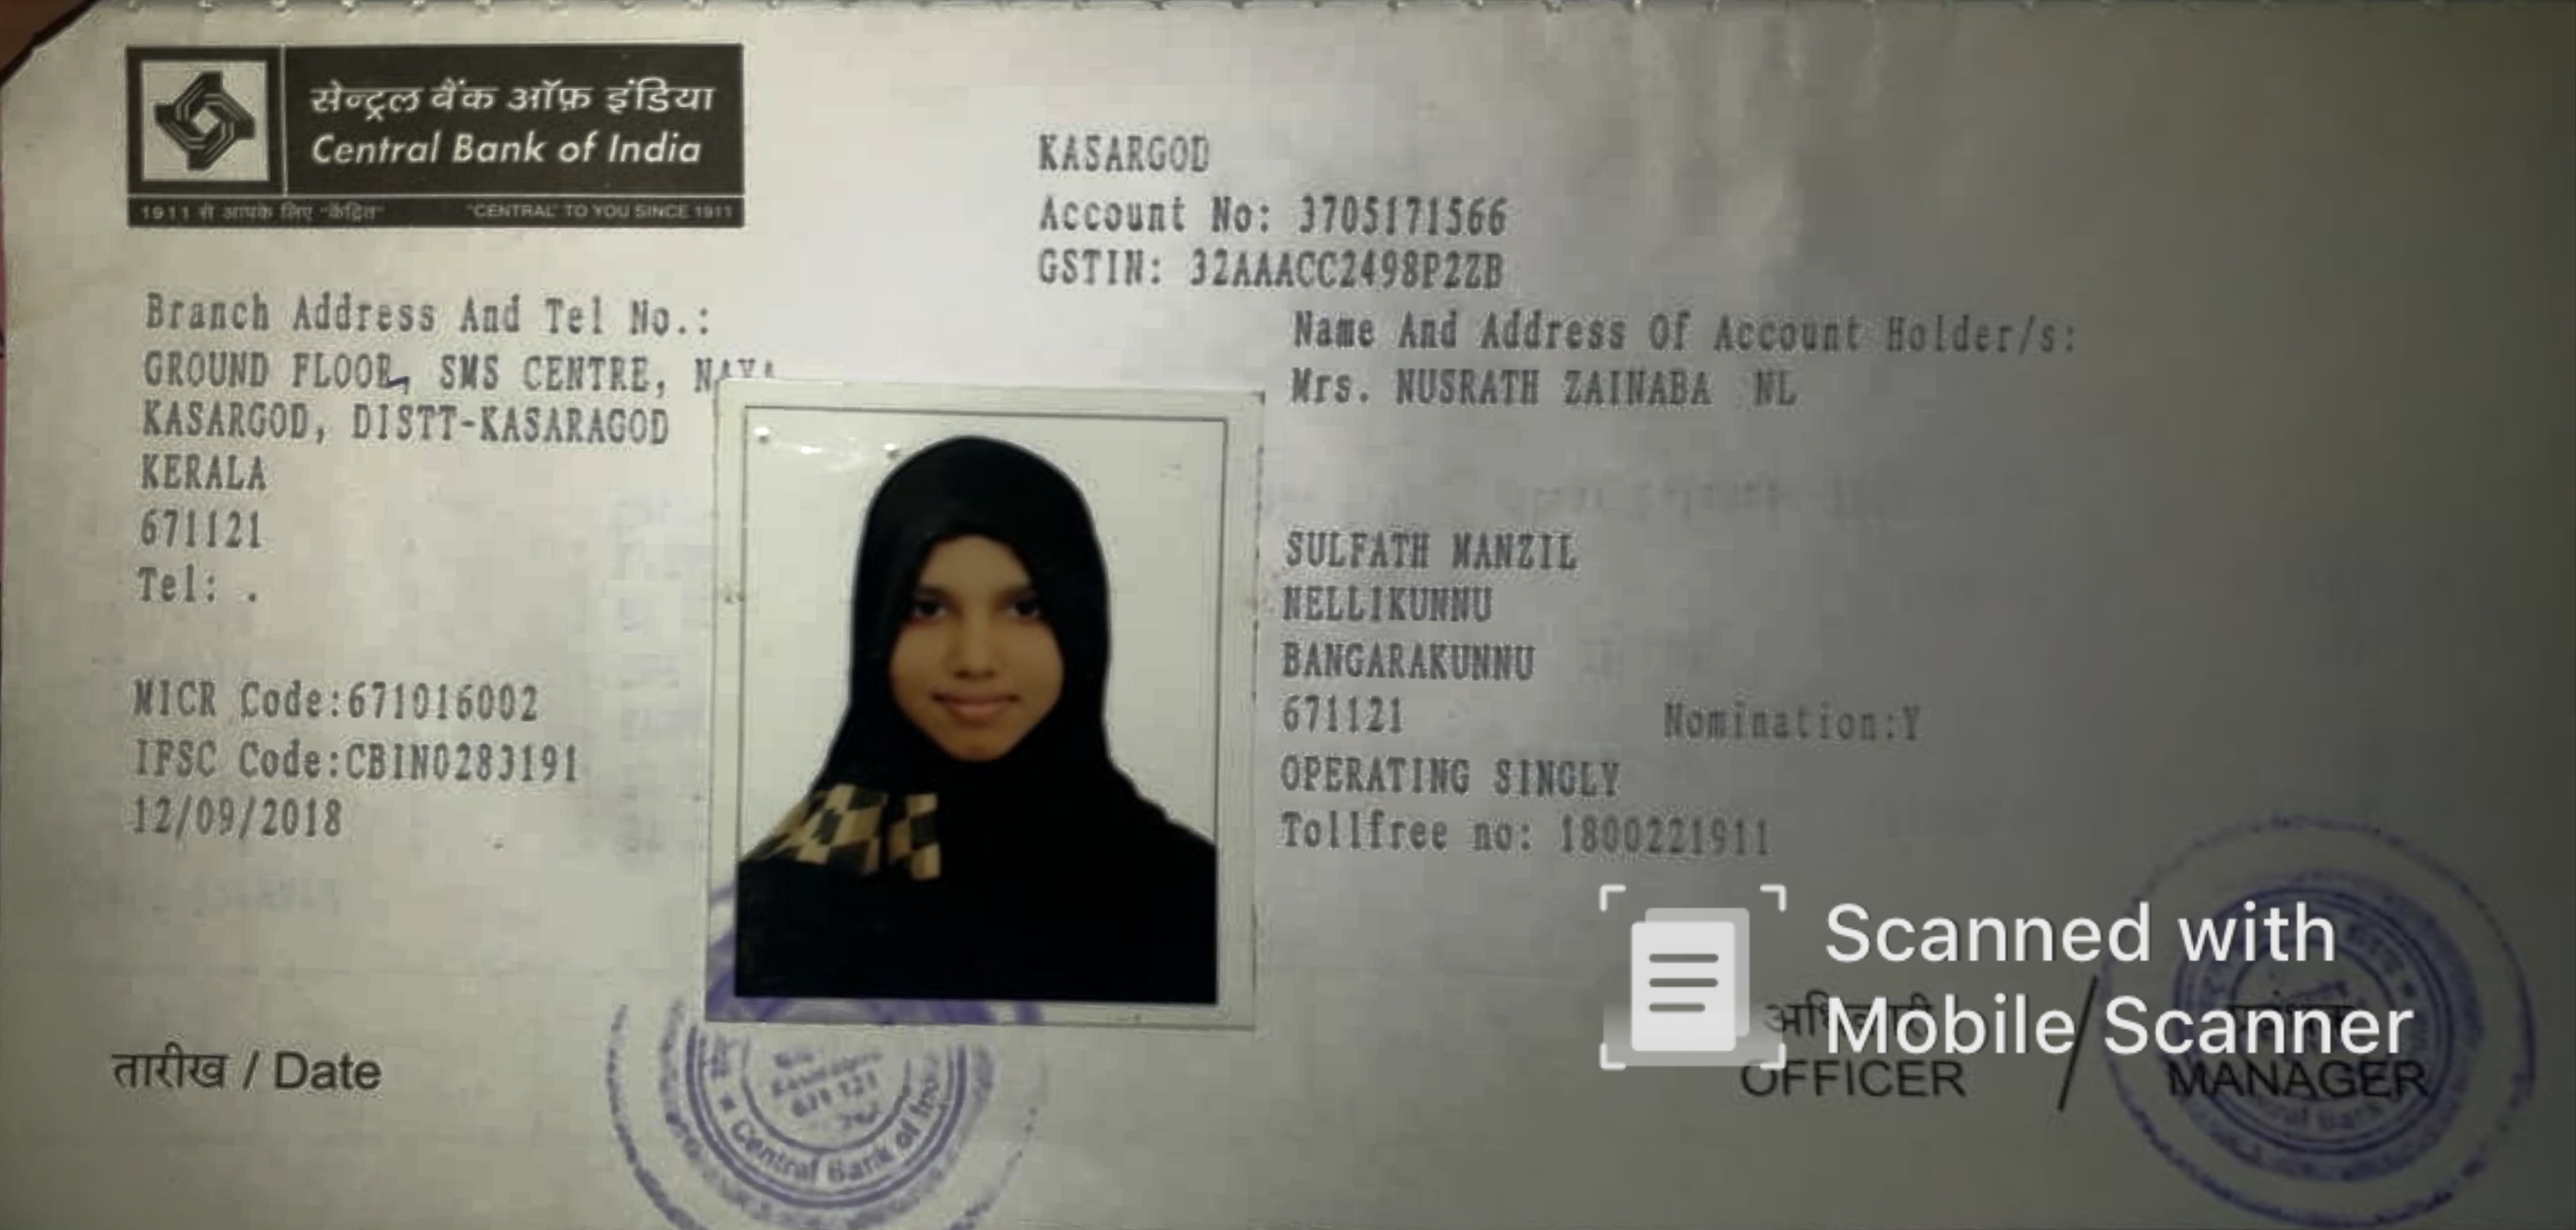 सेन्ट्रल बैंक ऑफ़ इंडिया
Central Bank of India
1911 से आपके लिए "केंद्रित" "CENTRAL" TO YOU SINCE 1911
KASARGOD
Account No: 3705171566
GSTIN: 32AAACC2498P2ZB
Branch Address And Tel No.:
GROUND FLOOR, SMS CENTRE,
KASARGOD, DISTT-KASARAGOD
KERALA
671121
Tel: .
MICR Code:671016002
IFSC Code:CBIN0283191
12/09/2018
Name And Address Of Account Holder/s:
Mrs. NUSRATH ZAINABA NL
SULFATH MANZIL
NELLIKUNNU
BANGARAKUNNU
671121 Nomination:Y
OPERATING SINGLY
Tollfree no: 1800221911
Scanned with
Mobile Scanner
तारीख / Date
OFFICER / MANAGER
671 121
Central Bank of